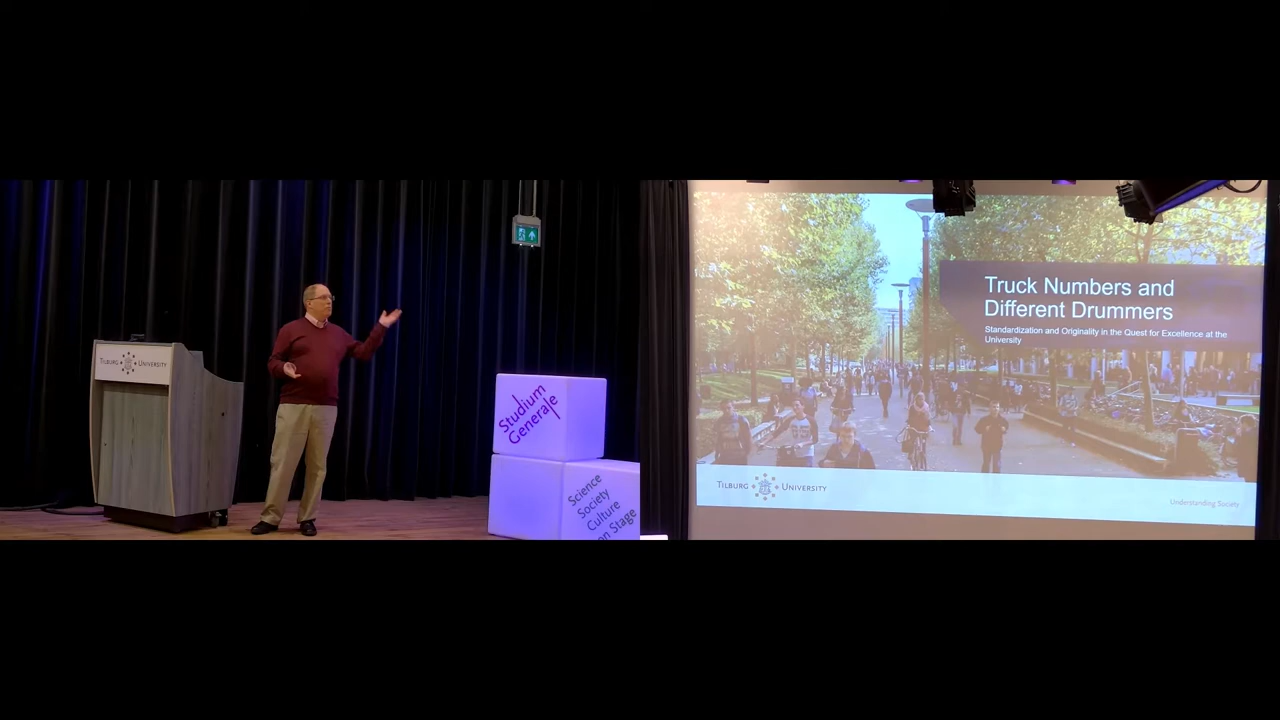 TILBURG UNIVERSITY
Studium
Generale
Science
Society
Culture
on Stage
Truck Numbers and
Different Drummers
Standardization and Originality in the Quest for Excellence at the
University
TILBURG UNIVERSITY
Understanding Society